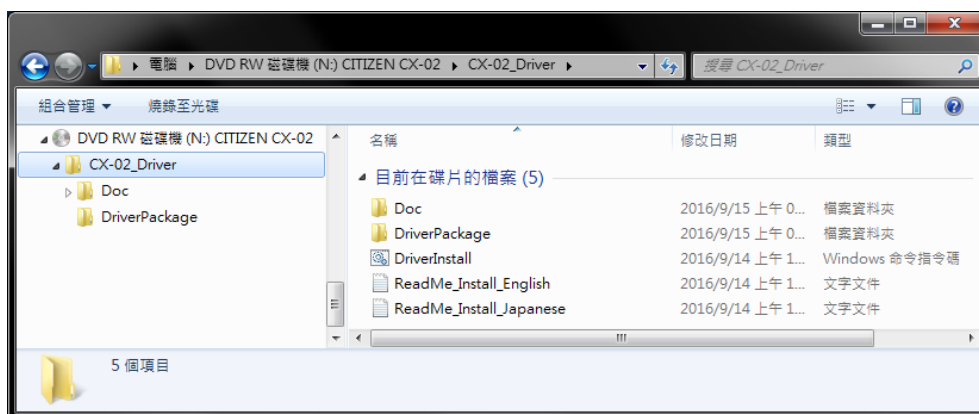 電腦 ▸ DVD RW 磁碟機 (N:) CITIZEN CX-02 ▸ CX-02_Driver ▸
搜尋 CX-02_Driver
組合管理 ▼ 燒錄至光碟
DVD RW 磁碟機 (N:) CITIZEN CX-02
CX-02_Driver
Doc
DriverPackage
名稱 修改日期 類型
目前在碟片的檔案 (5)
Doc 2016/9/15 上午 0... 檔案資料夾
DriverPackage 2016/9/15 上午 0... 檔案資料夾
DriverInstall 2016/9/14 上午 1... Windows 命令指令碼
ReadMe_Install_English 2016/9/14 上午 1... 文字文件
ReadMe_Install_Japanese 2016/9/14 上午 1... 文字文件
5 個項目